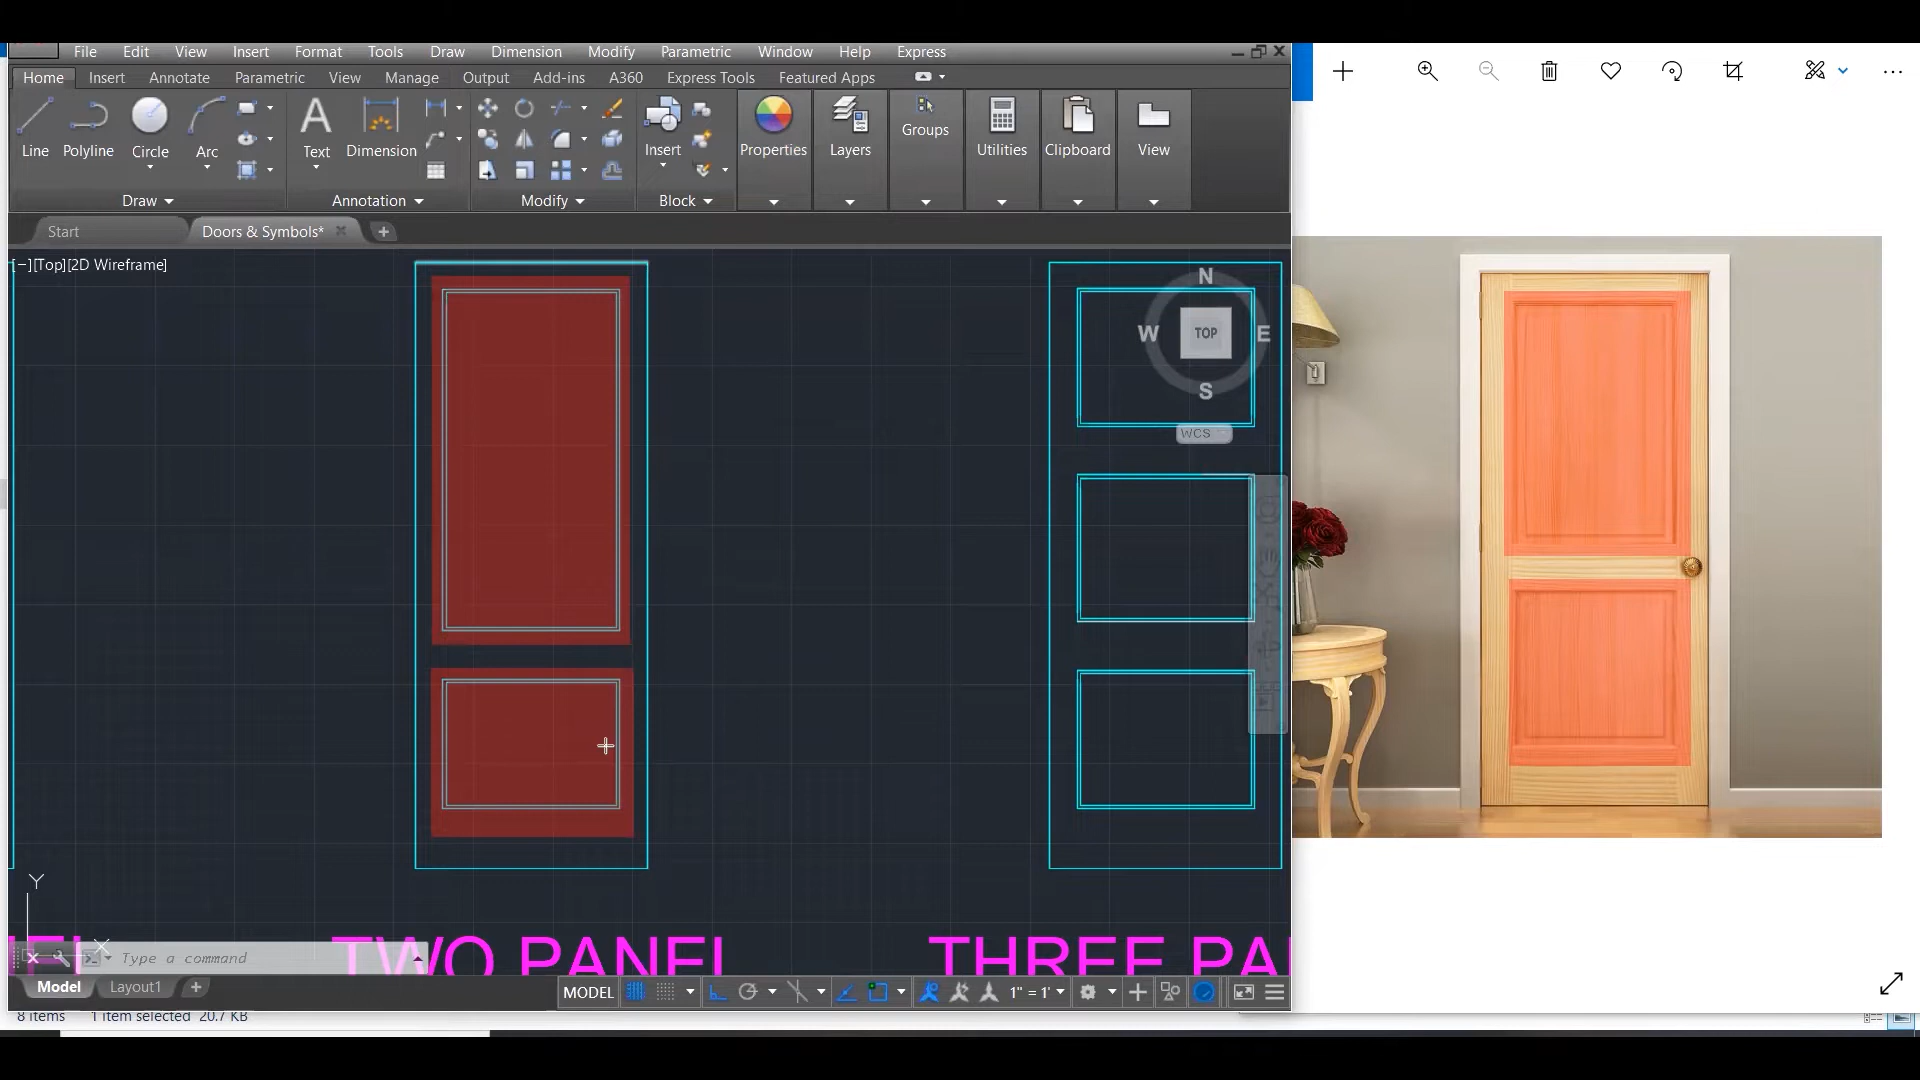 File Edit View Insert Format Tools Draw Dimension Modify Parametric Window Help Express
Home Insert Annotate Parametric View Manage Output Add-ins A360 Express Tools Featured Apps
Line Polyline Circle Arc Text Dimension Insert Properties Layers Groups Utilities Clipboard View
Draw Annotation Modify Block
Start Doors & Symbols*
[−][Top][2D Wireframe]
N
W TOP E
S
WCS
Y
X
TWO PANEL THREE PA
Type a command
Model Layout1 MODEL 1" = 1'
8 items 1 item selected 20.7 KB